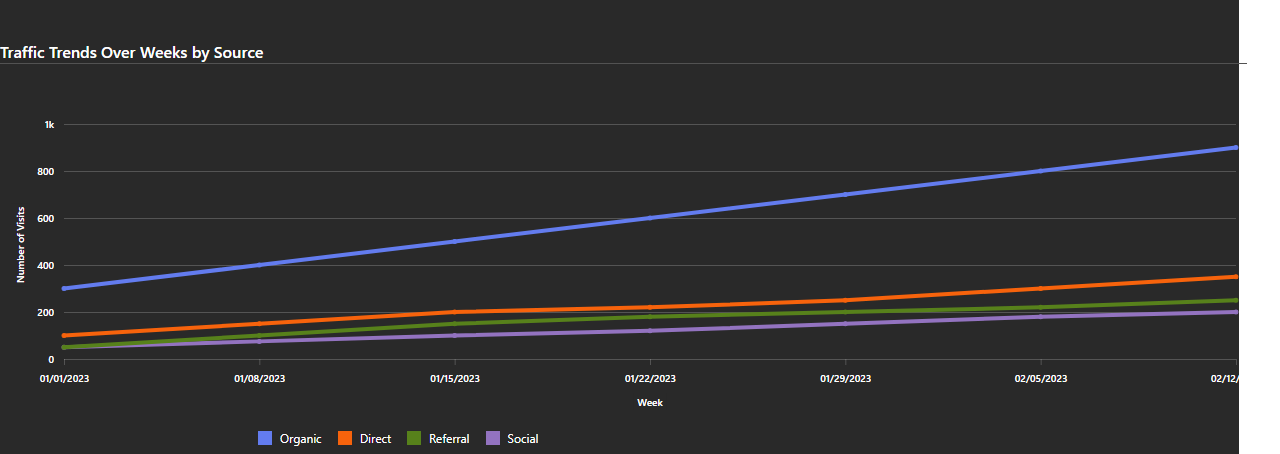 Traffic Trends Over Weeks by Source
1k
800
600
400
200
0
Number of Visits
01/01/2023
01/08/2023
01/15/2023
01/22/2023
01/29/2023
02/05/2023
02/12/
Week
Organic
Direct
Referral
Social